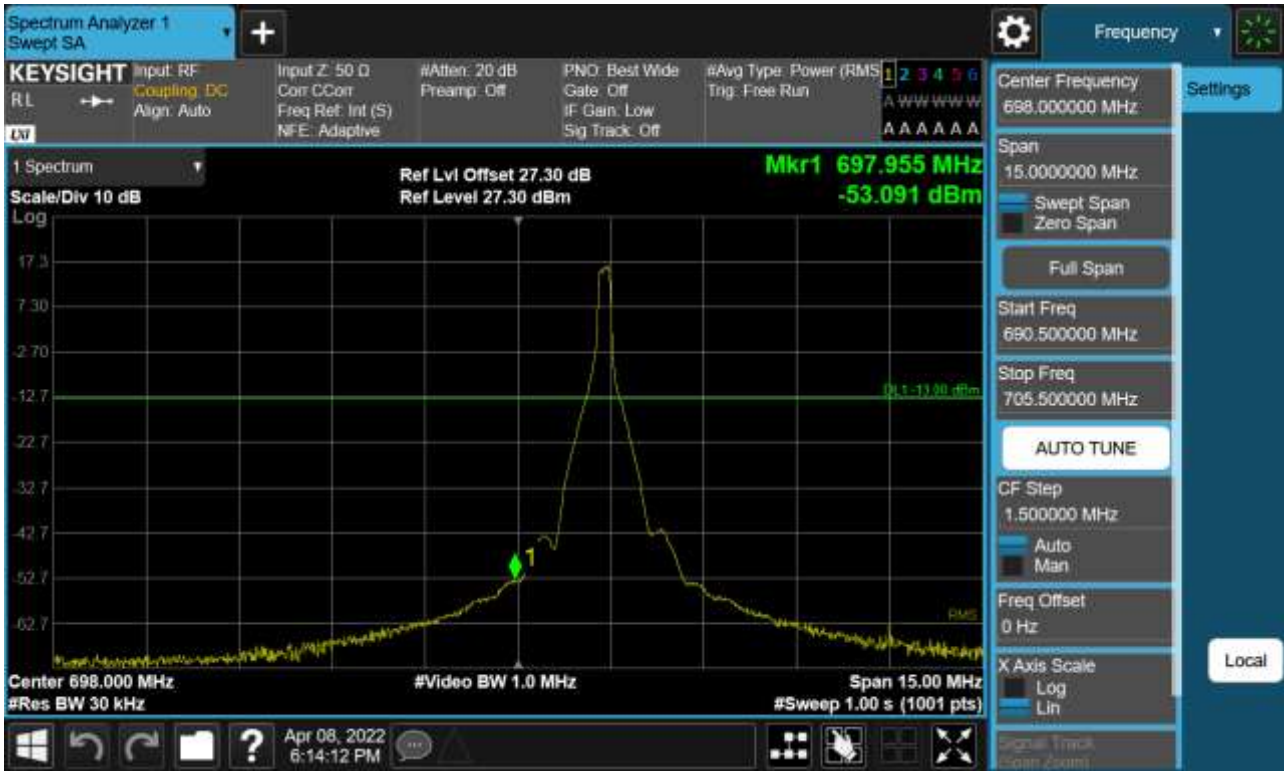 Spectrum Analyzer 1
Swept SA
+
Frequency
KEYSIGHT
RL
LXI
Input: RF
Coupling: DC
Align: Auto
Input Z: 50 Ω
Corr CCorr
Freq Ref: Int (S)
NFE: Adaptive
#Atten: 20 dB
Preamp: Off
PNO: Best Wide
Gate: Off
IF Gain: Low
Sig Track: Off
#Avg Type: Power (RMS
Trig: Free Run
1 2 3 4 5 6
A W W W W W
A A A A A A
1 Spectrum
Scale/Div 10 dB
Log
Ref Lvl Offset 27.30 dB
Ref Level 27.30 dBm
Mkr1 697.955 MHz
-53.091 dBm
17.3
7.30
-2.70
-12.7
-22.7
-32.7
-42.7
-52.7
-62.7
DL1 -13.00 dBm
1
RMS
Center 698.000 MHz
#Res BW 30 kHz
#Video BW 1.0 MHz
Span 15.00 MHz
#Sweep 1.00 s (1001 pts)
Center Frequency
698.000000 MHz
Settings
Span
15.0000000 MHz
Swept Span
Zero Span
Full Span
Start Freq
690.500000 MHz
Stop Freq
705.500000 MHz
AUTO TUNE
CF Step
1.500000 MHz
Auto
Man
Freq Offset
0 Hz
X Axis Scale
Log
Lin
Local
Signal Track
(Span Zoom)
?
Apr 08, 2022
6:14:12 PM